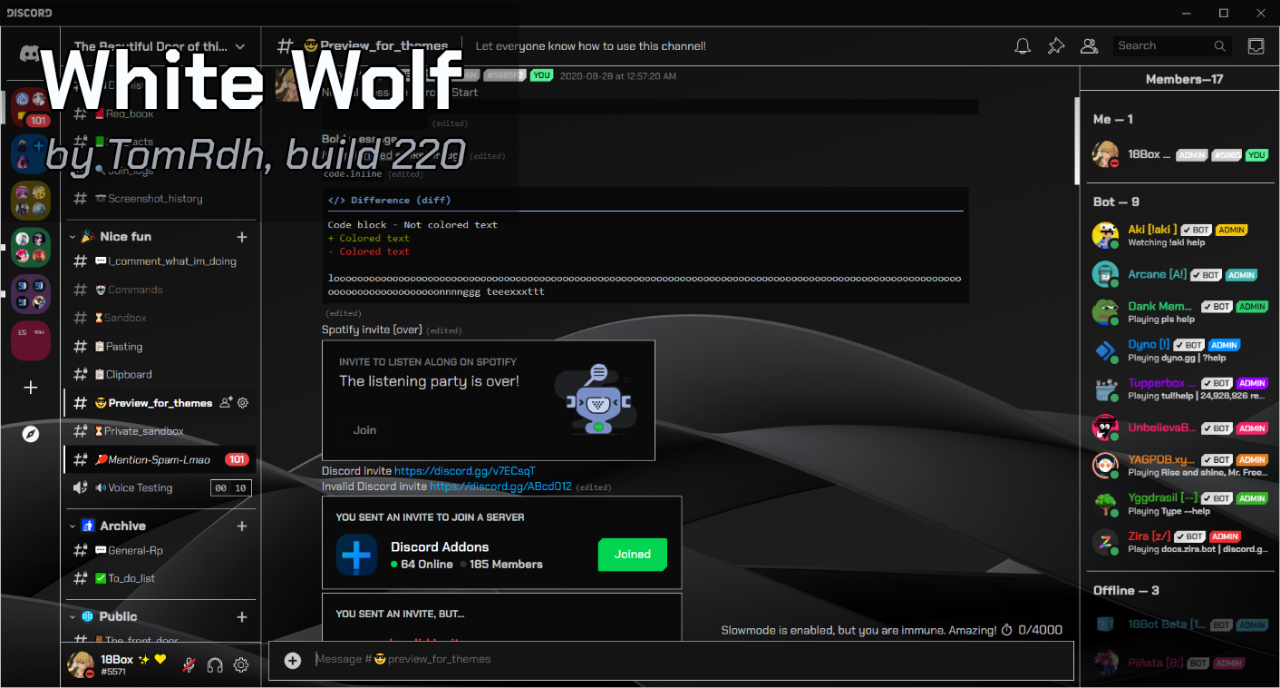 DISCORD
The Beautiful Door of thi...
White Wolf
by TomRdh, build 220
101
Red_book
Screenshot_history
Nice fun
I_comment_what_im_doing
Commands
Sandbox
Pasting
Clipboard
Preview_for_themes
Private_sandbox
Mention-Spam-Lmao 101
Voice Testing 00 10
Archive
General-Rp
To_do_list
Public
The-front-door
18Box
#5571
# Preview_for_themes
Let everyone know how to use this channel!
Search
YOU 2020-08-28 at 12:57:20 AM
(edited)
(edited)
code.inline (edited)
</> Difference (diff)
Code block - Not colored text
+ Colored text
- Colored text
(edited)
Spotify invite [over] (edited)
INVITE TO LISTEN ALONG ON SPOTIFY
The listening party is over!
Join
Discord invite https://discord.gg/v7ECsqT
Invalid Discord invite https://discord.gg/ABcd012 (edited)
YOU SENT AN INVITE TO JOIN A SERVER
Discord Addons
64 Online 185 Members
Joined
YOU SENT AN INVITE, BUT...
Slowmode is enabled, but you are immune. Amazing! 0/4000
Message # preview_for_themes
Members—17
Me — 1
18Box ... ADMIN #5865 YOU
Bot — 9
Aki [!aki ] BOT ADMIN
Watching !aki help
Arcane [A!] BOT ADMIN
Dank Mem... BOT ADMIN
Playing pls help
Dyno [!] BOT ADMIN
Playing dyno.gg | ?help
Tupperbox ... BOT ADMIN
Playing tul!help | 24,928,926 re...
UnbelievaB... BOT ADMIN
YAGPDB.xy... BOT ADMIN
Playing Rise and shine, Mr. Free...
Yggdrasil [--] BOT ADMIN
Playing Type --help
Zira [z/] BOT ADMIN
Playing docs.zira.bot | discord.g...
Offline — 3
18Bot Beta [1... BOT ADMIN
Piñata [8!] BOT ADMIN